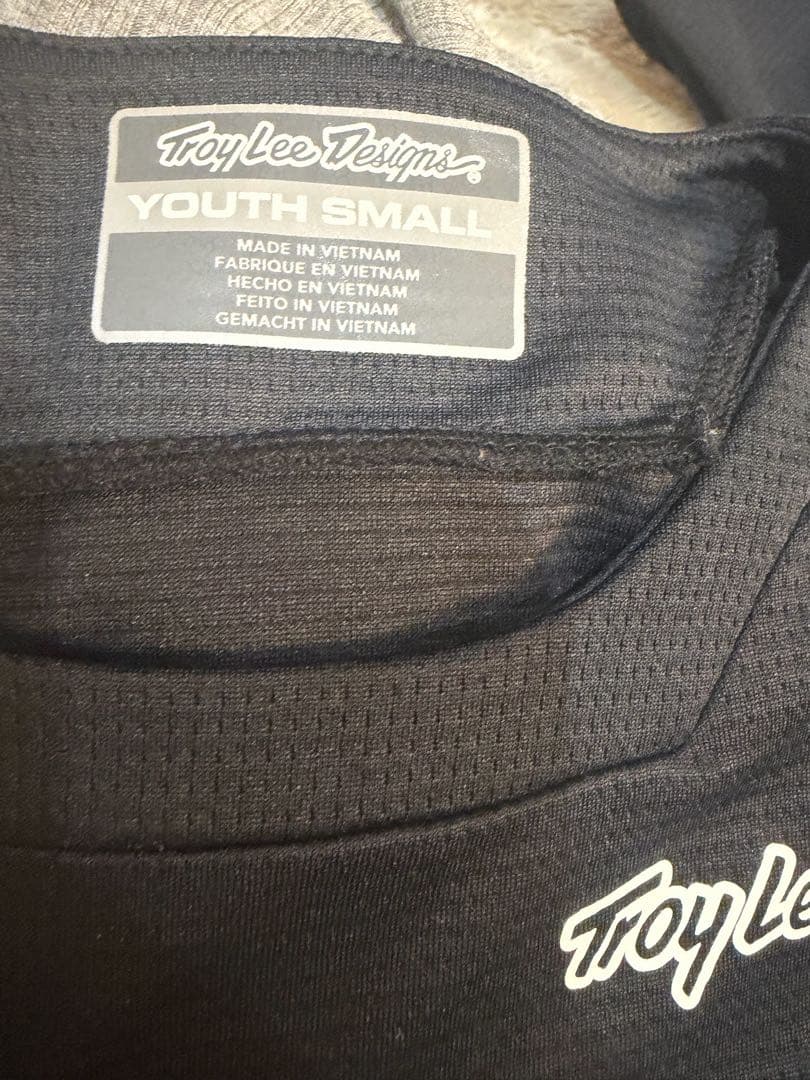 Troy Lee Designs
YOUTH SMALL
MADE IN VIETNAM
FABRIQUE EN VIETNAM
HECHO EN VIETNAM
FEITO IN VIETNAM
GEMACHT IN VIETNAM
Troy Le